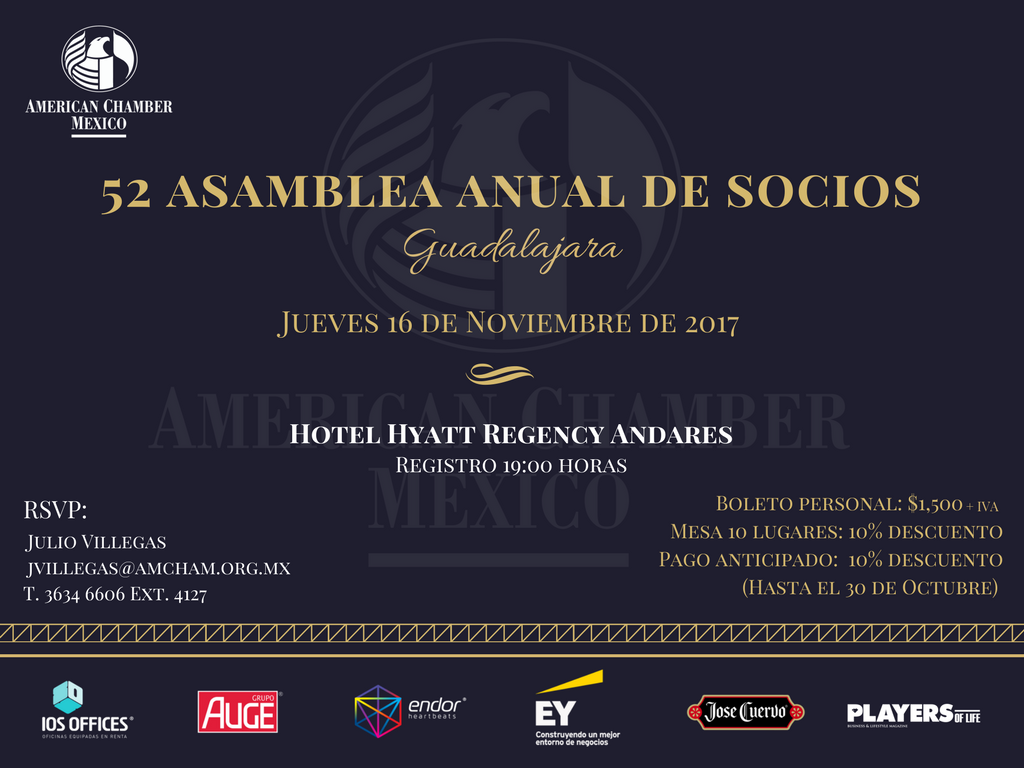 American Chamber
Mexico
52 Asamblea Anual de Socios
Guadalajara
Jueves 16 de Noviembre de 2017
American Chamber
Mexico
Hotel Hyatt Regency Andares
Registro 19:00 horas
RSVP:
Julio Villegas
jvillegas@amcham.org.mx
T. 3634 6606 Ext. 4127
Boleto personal: $1,500 + IVA
Mesa 10 lugares: 10% descuento
Pago anticipado: 10% descuento
(Hasta el 30 de Octubre)
IOS OFFICES®
OFICINAS EQUIPADAS EN RENTA
GRUPO
AUGE®
endor®
heartbeats
EY
Construyendo un mejor
entorno de negocios
Jose Cuervo®
PLAYERS OF LIFE
BUSINESS & LIFESTYLE MAGAZINE